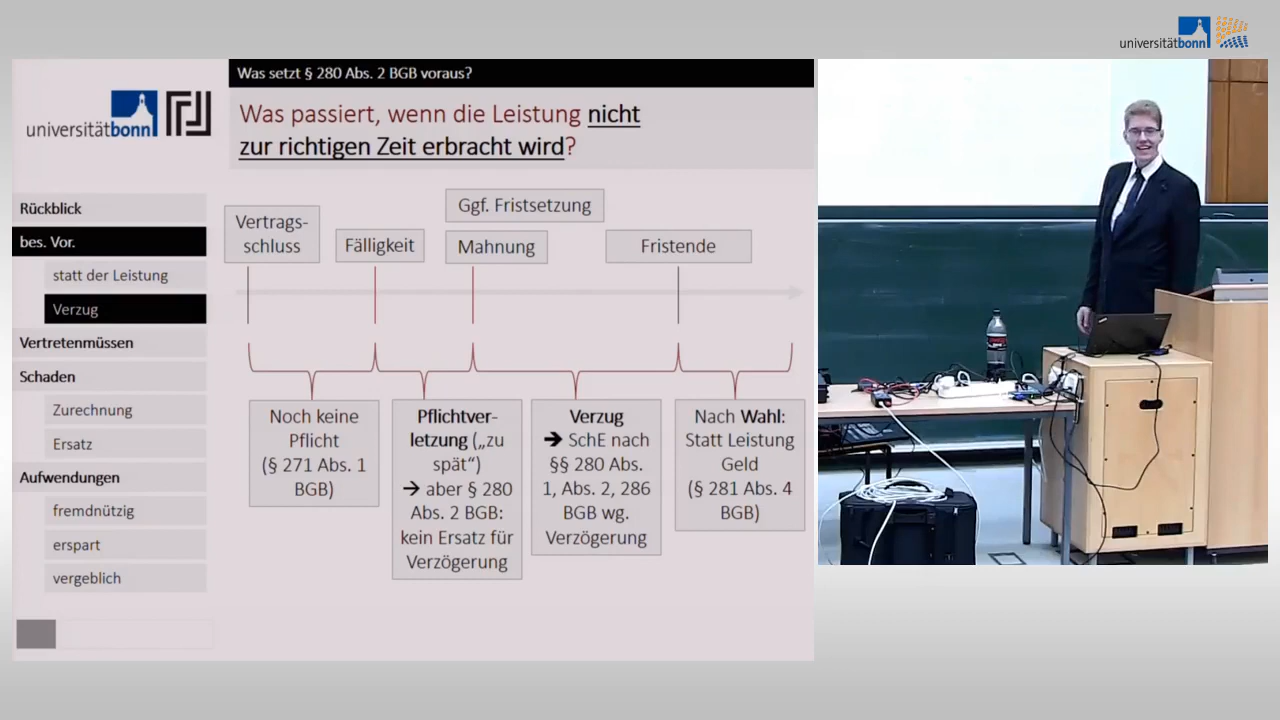 universitätbonn
Was setzt § 280 Abs. 2 BGB voraus?
universitätbonn
Was passiert, wenn die Leistung nicht
zur richtigen Zeit erbracht wird?
Rückblick
bes. Vor.
statt der Leistung
Verzug
Vertretenmüssen
Schaden
Zurechnung
Ersatz
Aufwendungen
fremdnützig
erspart
vergeblich
Vertrags-
schluss
Fälligkeit
Ggf. Fristsetzung
Mahnung
Fristende
Noch keine
Pflicht
(§ 271 Abs. 1
BGB)
Pflichtver-
letzung („zu
spät“)
→ aber § 280
Abs. 2 BGB:
kein Ersatz für
Verzögerung
Verzug
→ SchE nach
§§ 280 Abs.
1, Abs. 2, 286
BGB wg.
Verzögerung
Nach Wahl:
Statt Leistung
Geld
(§ 281 Abs. 4
BGB)